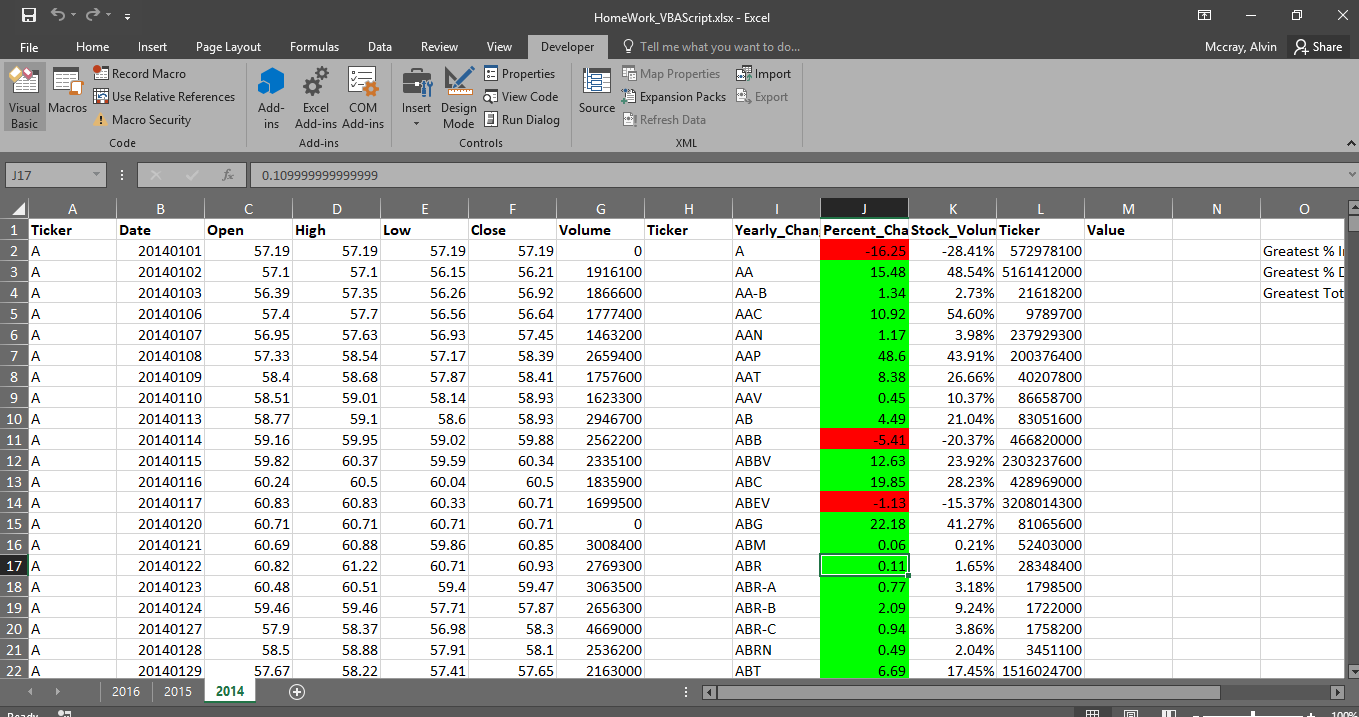 HomeWork_VBAScript.xlsx - Excel
File Home Insert Page Layout Formulas Data Review View Developer Tell me what you want to do... Mccray, Alvin Share
Visual Basic
Macros
Record Macro
Use Relative References
Macro Security
Code
Add-ins
Excel Add-ins
COM Add-ins
Add-ins
Insert
Design Mode
Properties
View Code
Run Dialog
Controls
Source
Map Properties
Expansion Packs
Refresh Data
Import
Export
XML
J17 fx 0.109999999999999
A B C D E F G H I J K L M N O
1 Ticker Date Open High Low Close Volume Ticker Yearly_Chan Percent_Cha Stock_Volum Ticker Value
2 A 20140101 57.19 57.19 57.19 57.19 0 A -16.25 -28.41% 572978100 Greatest % I
3 A 20140102 57.1 57.1 56.15 56.21 1916100 AA 15.48 48.54% 5161412000 Greatest % D
4 A 20140103 56.39 57.35 56.26 56.92 1866600 AA-B 1.34 2.73% 21618200 Greatest Tot
5 A 20140106 57.4 57.7 56.56 56.64 1777400 AAC 10.92 54.60% 9789700
6 A 20140107 56.95 57.63 56.93 57.45 1463200 AAN 1.17 3.98% 237929300
7 A 20140108 57.33 58.54 57.17 58.39 2659400 AAP 48.6 43.91% 200376400
8 A 20140109 58.4 58.68 57.87 58.41 1757600 AAT 8.38 26.66% 40207800
9 A 20140110 58.51 59.01 58.14 58.93 1623300 AAV 0.45 10.37% 86658700
10 A 20140113 58.77 59.1 58.6 58.93 2946700 AB 4.49 21.04% 83051600
11 A 20140114 59.16 59.95 59.02 59.88 2562200 ABB -5.41 -20.37% 466820000
12 A 20140115 59.82 60.37 59.59 60.34 2335100 ABBV 12.63 23.92% 2303237600
13 A 20140116 60.24 60.5 60.04 60.5 1835900 ABC 19.85 28.23% 428969000
14 A 20140117 60.83 60.83 60.33 60.71 1699500 ABEV -1.13 -15.37% 3208014300
15 A 20140120 60.71 60.71 60.71 60.71 0 ABG 22.18 41.27% 81065600
16 A 20140121 60.69 60.88 59.86 60.85 3008400 ABM 0.06 0.21% 52403000
17 A 20140122 60.82 61.22 60.71 60.93 2769300 ABR 0.11 1.65% 28348400
18 A 20140123 60.48 60.51 59.4 59.47 3063500 ABR-A 0.77 3.18% 1798500
19 A 20140124 59.46 59.46 57.71 57.87 2656300 ABR-B 2.09 9.24% 1722000
20 A 20140127 57.9 58.37 56.98 58.3 4669000 ABR-C 0.94 3.86% 1758200
21 A 20140128 58.5 58.88 57.91 58.1 2536200 ABRN 0.49 2.04% 3451100
22 A 20140129 57.67 58.22 57.41 57.65 2163000 ABT 6.69 17.45% 1516024700
2016 2015 2014
Ready 100%